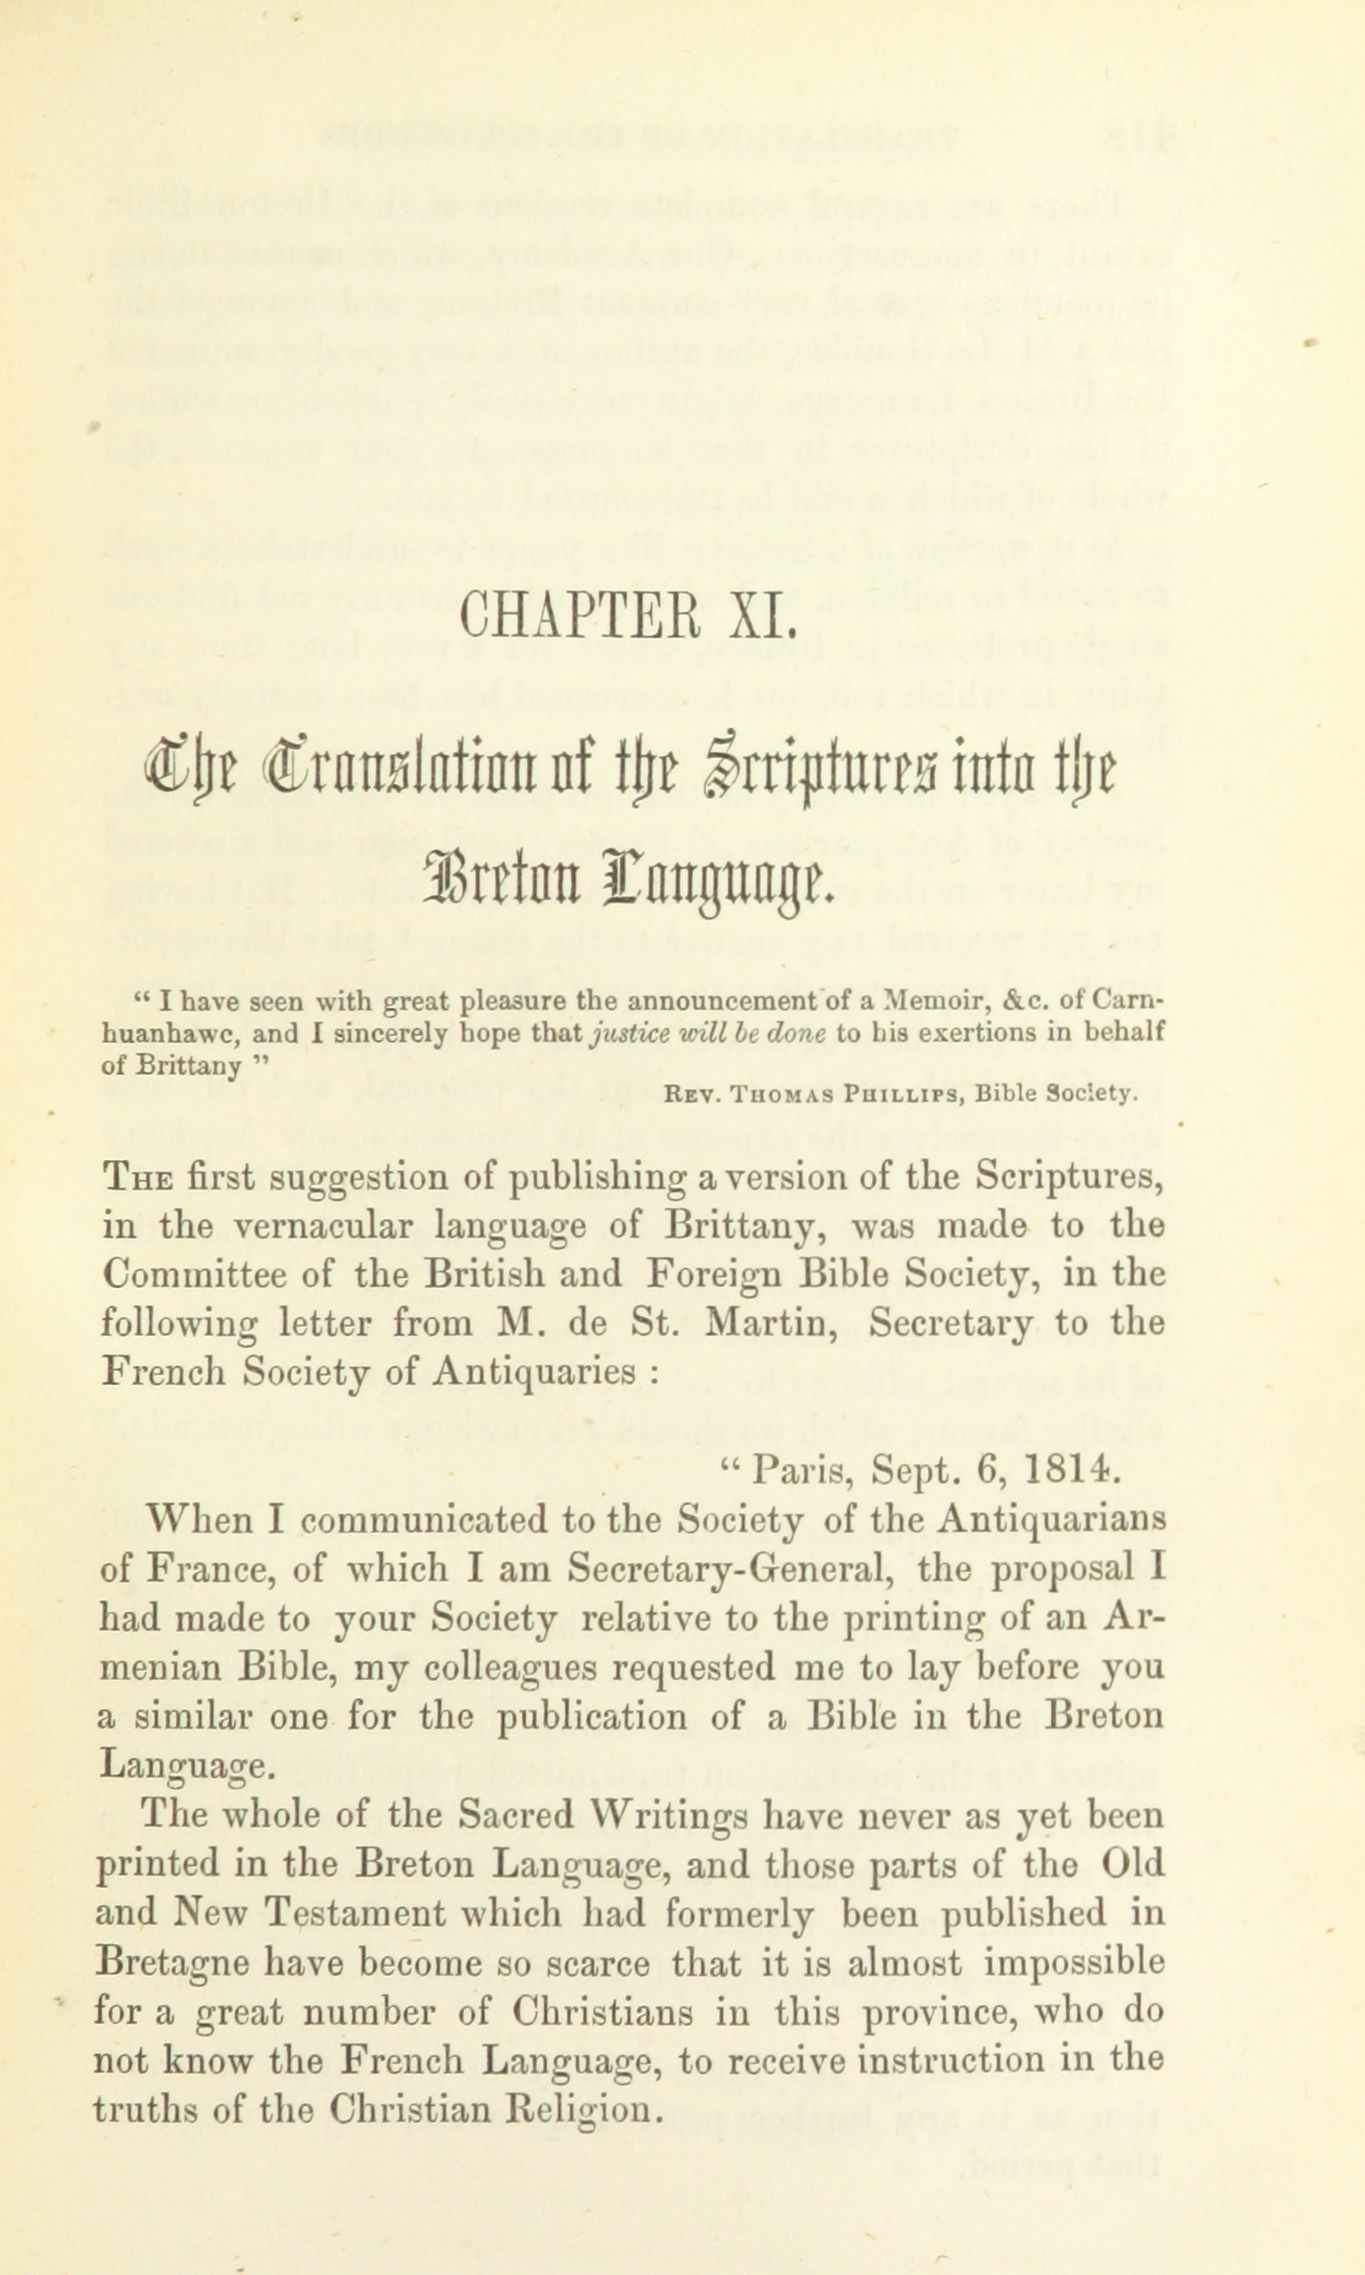 CHAPTER XI.
The Translation of the Scriptures into the
Breton Language.
“ I have seen with great pleasure the announcement of a Memoir, &c. of Carn-
huanhawc, and I sincerely hope that justice will be done to his exertions in behalf
of Brittany ”
REV. THOMAS PHILLIPS, Bible Society.
THE first suggestion of publishing a version of the Scriptures,
in the vernacular language of Brittany, was made to the
Committee of the British and Foreign Bible Society, in the
following letter from M. de St. Martin, Secretary to the
French Society of Antiquaries :
“ Paris, Sept. 6, 1814.
When I communicated to the Society of the Antiquarians
of France, of which I am Secretary-General, the proposal I
had made to your Society relative to the printing of an Ar-
menian Bible, my colleagues requested me to lay before you
a similar one for the publication of a Bible in the Breton
Language.
The whole of the Sacred Writings have never as yet been
printed in the Breton Language, and those parts of the Old
and New Testament which had formerly been published in
Bretagne have become so scarce that it is almost impossible
for a great number of Christians in this province, who do
not know the French Language, to receive instruction in the
truths of the Christian Religion.